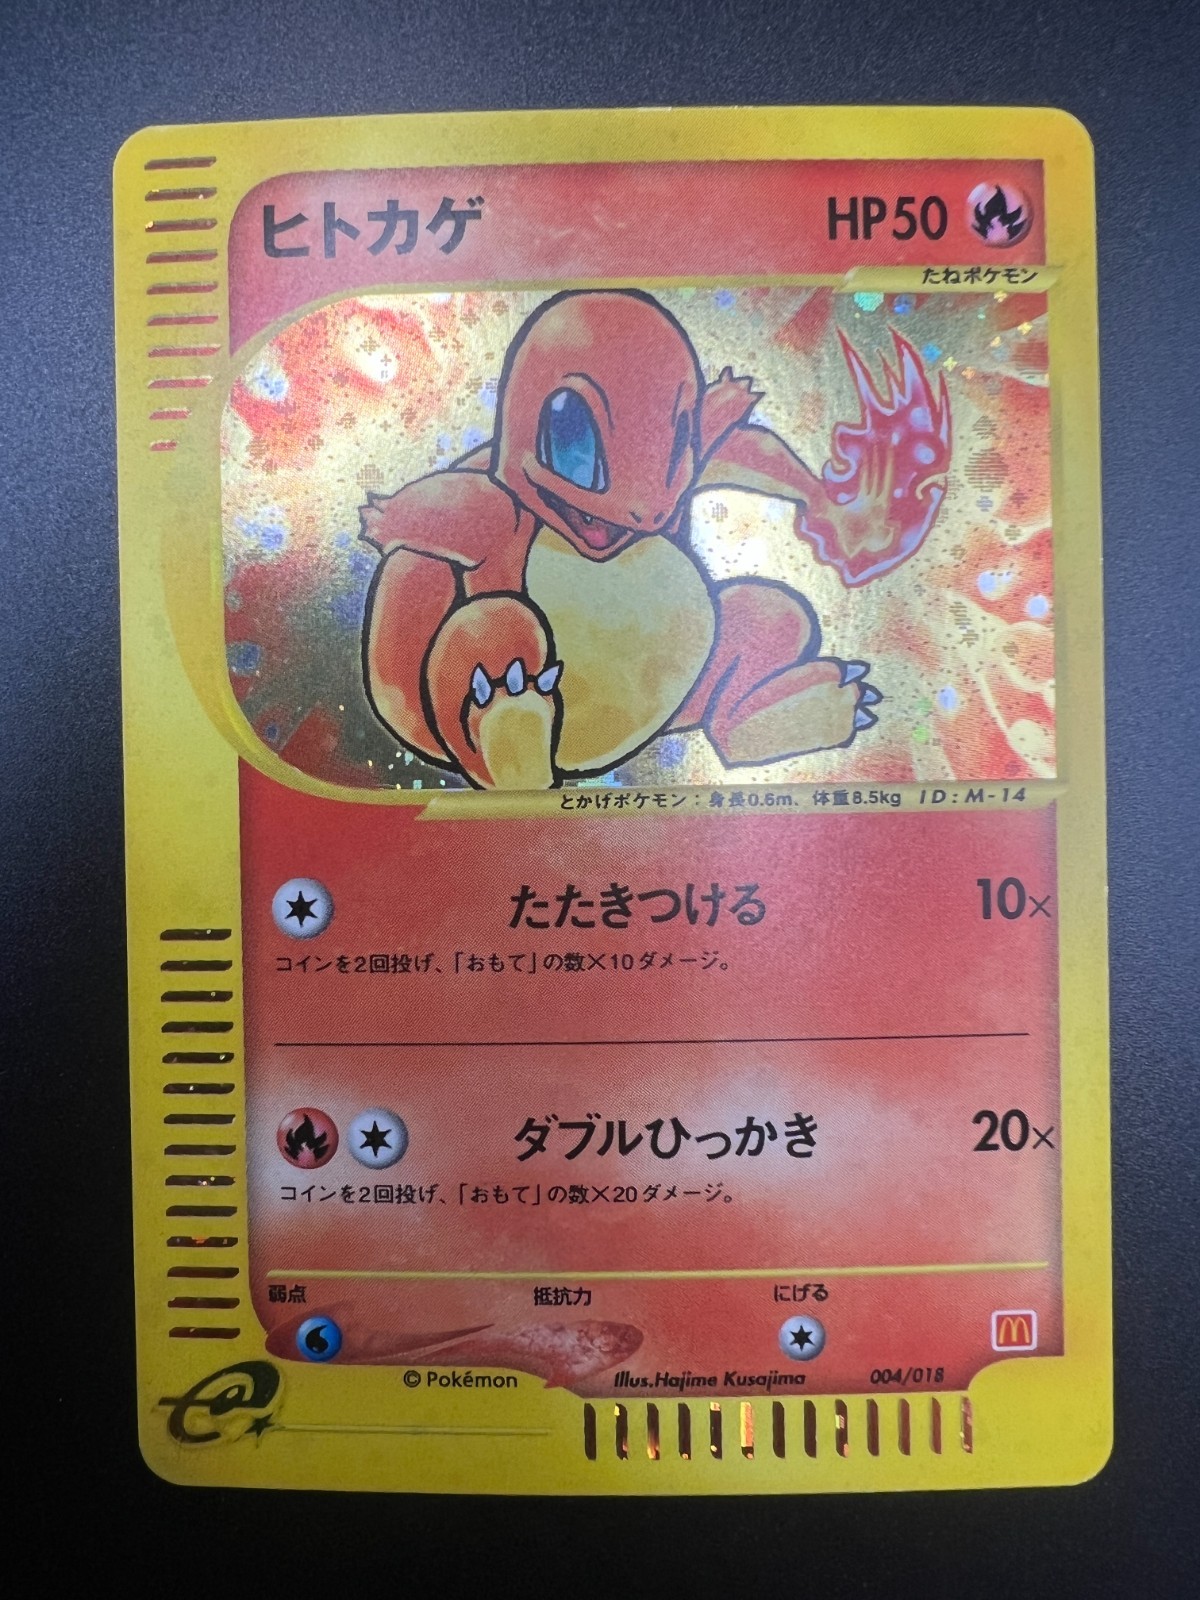 ヒトカゲ HP50
たねポケモン
とかげポケモン：身長0.6m、体重8.5kg ID:M-14
たたきつける 10×
コインを2回投げ、「おもて」の数×10ダメージ。
ダブルひっかき 20×
コインを2回投げ、「おもて」の数×20ダメージ。
弱点 抵抗力 にげる
© Pokémon Illus.Hajime Kusajima 004/018